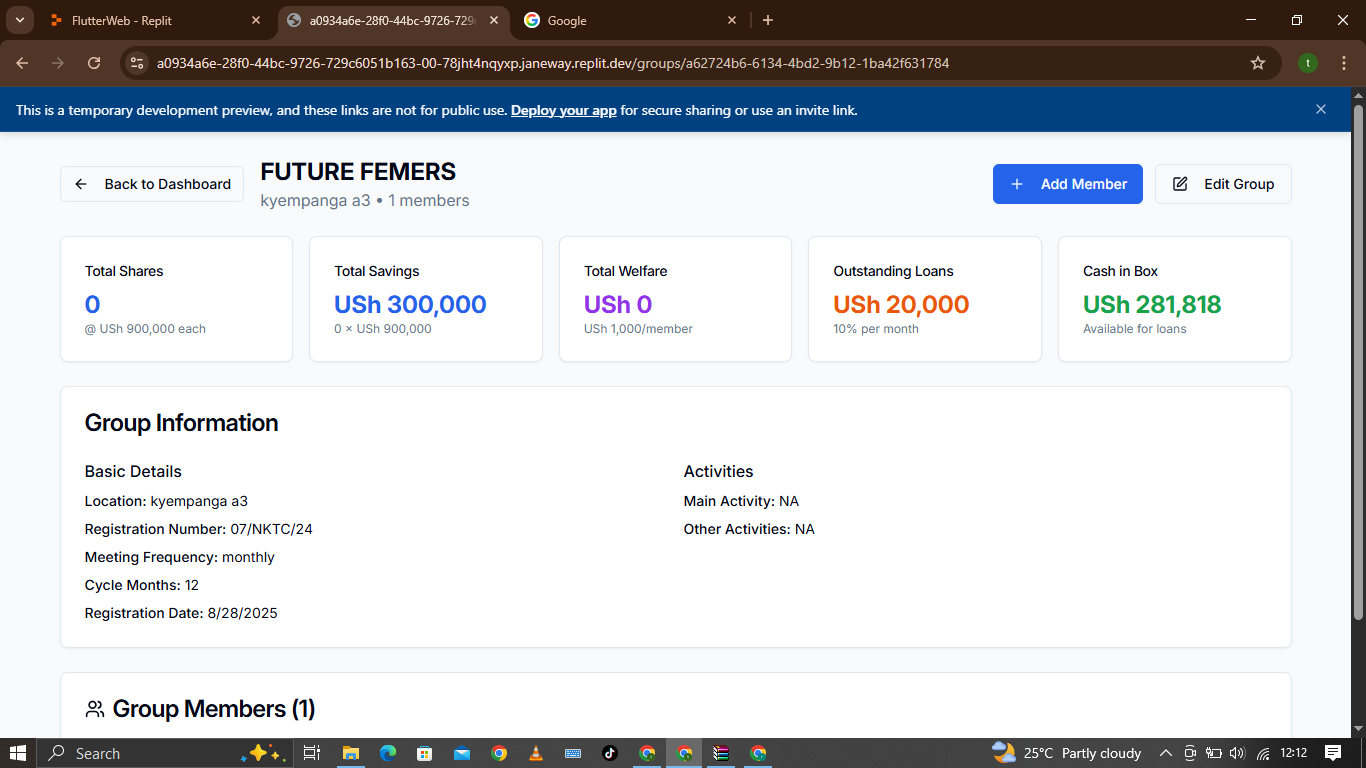 FlutterWeb - Replit
a0934a6e-28f0-44bc-9726-729c
Google
a0934a6e-28f0-44bc-9726-729c6051b163-00-78jht4nqyxp.janeway.replit.dev/groups/a62724b6-6134-4bd2-9b12-1ba42f631784
t
This is a temporary development preview, and these links are not for public use. Deploy your app for secure sharing or use an invite link.
Back to Dashboard
FUTURE FEMERS
kyempanga a3 • 1 members
Add Member
Edit Group
Total Shares
0
@ USh 900,000 each
Total Savings
USh 300,000
0 × USh 900,000
Total Welfare
USh 0
USh 1,000/member
Outstanding Loans
USh 20,000
10% per month
Cash in Box
USh 281,818
Available for loans
Group Information
Basic Details
Location: kyempanga a3
Registration Number: 07/NKTC/24
Meeting Frequency: monthly
Cycle Months: 12
Registration Date: 8/28/2025
Activities
Main Activity: NA
Other Activities: NA
Group Members (1)
Search
25°C Partly cloudy
12:12